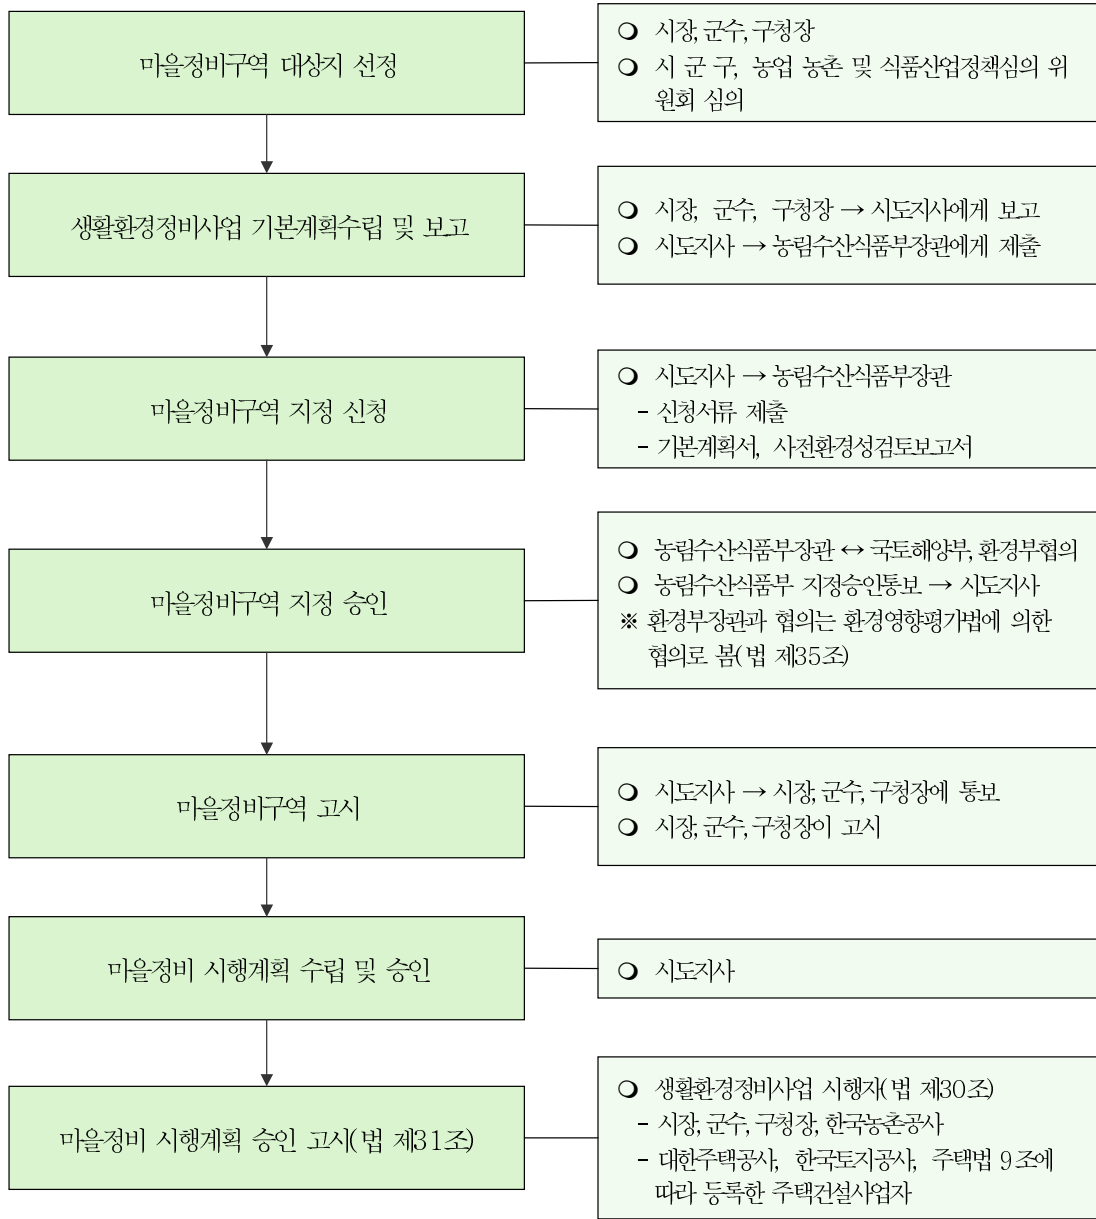 마을정비구역 대상지 선정
❍ 시장, 군수, 구청장
❍ 시 군 구, 농업 농촌 및 식품산업정책심의 위
원회 심의
생활환경정비사업 기본계획수립 및 보고
❍ 시장, 군수, 구청장 → 시도지사에게 보고
❍ 시도지사 → 농림수산식품부장관에게 제출
마을정비구역 지정 신청
❍ 시도지사 → 농림수산식품부장관
- 신청서류 제출
- 기본계획서, 사전환경성검토보고서
마을정비구역 지정 승인
❍ 농림수산식품부장관 ↔ 국토해양부, 환경부협의
❍ 농림수산식품부 지정승인통보 → 시도지사
※ 환경부장관과 협의는 환경영향평가법에 의한
협의로 봄(법 제35조)
마을정비구역 고시
❍ 시도지사 → 시장, 군수, 구청장에 통보
❍ 시장, 군수, 구청장이 고시
마을정비 시행계획 수립 및 승인
❍ 시도지사
마을정비 시행계획 승인 고시(법 제31조)
❍ 생활환경정비사업 시행자(법 제30조)
- 시장, 군수, 구청장, 한국농촌공사
- 대한주택공사, 한국토지공사, 주택법 9조에
따라 등록한 주택건설사업자